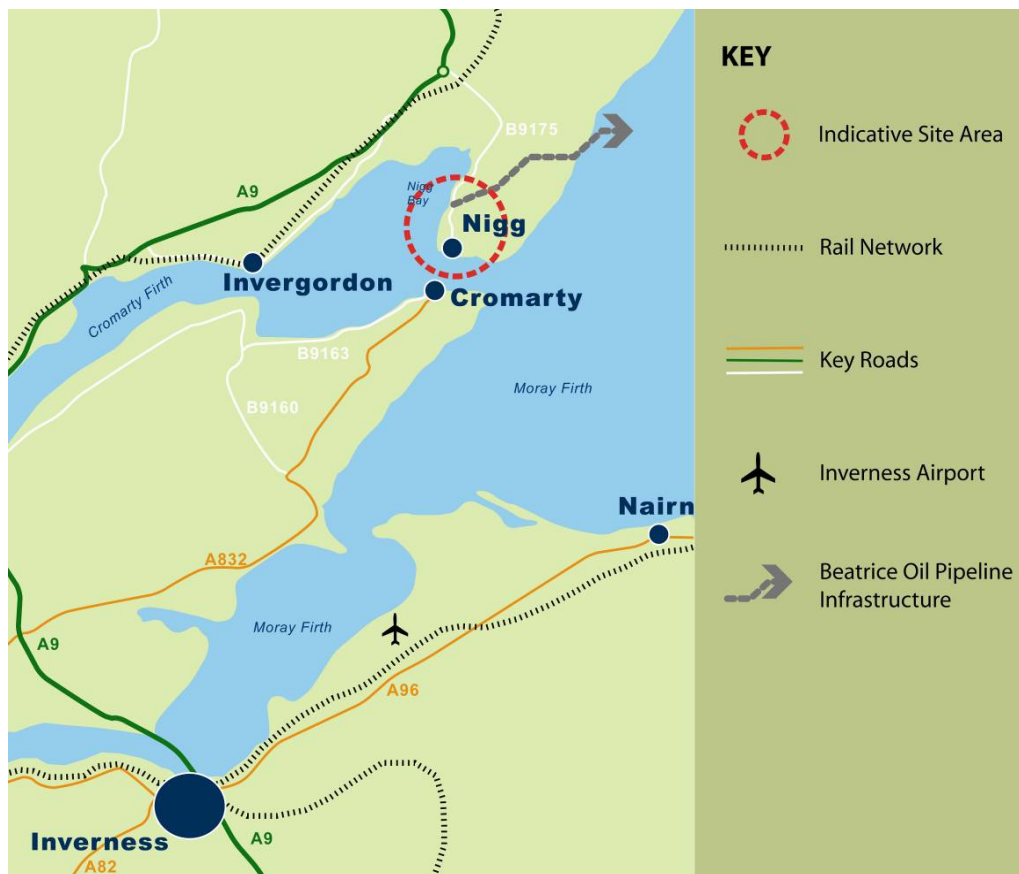 B9175
Nigg
Bay
A9
Nigg
Invergordon
Cromarty
Cromarty Firth
B9163
Moray Firth
B9160
Nairn
A832
Moray Firth
A9
A96
Inverness
A9
A82
KEY
Indicative Site Area
Rail Network
Key Roads
Inverness Airport
Beatrice Oil Pipeline
Infrastructure